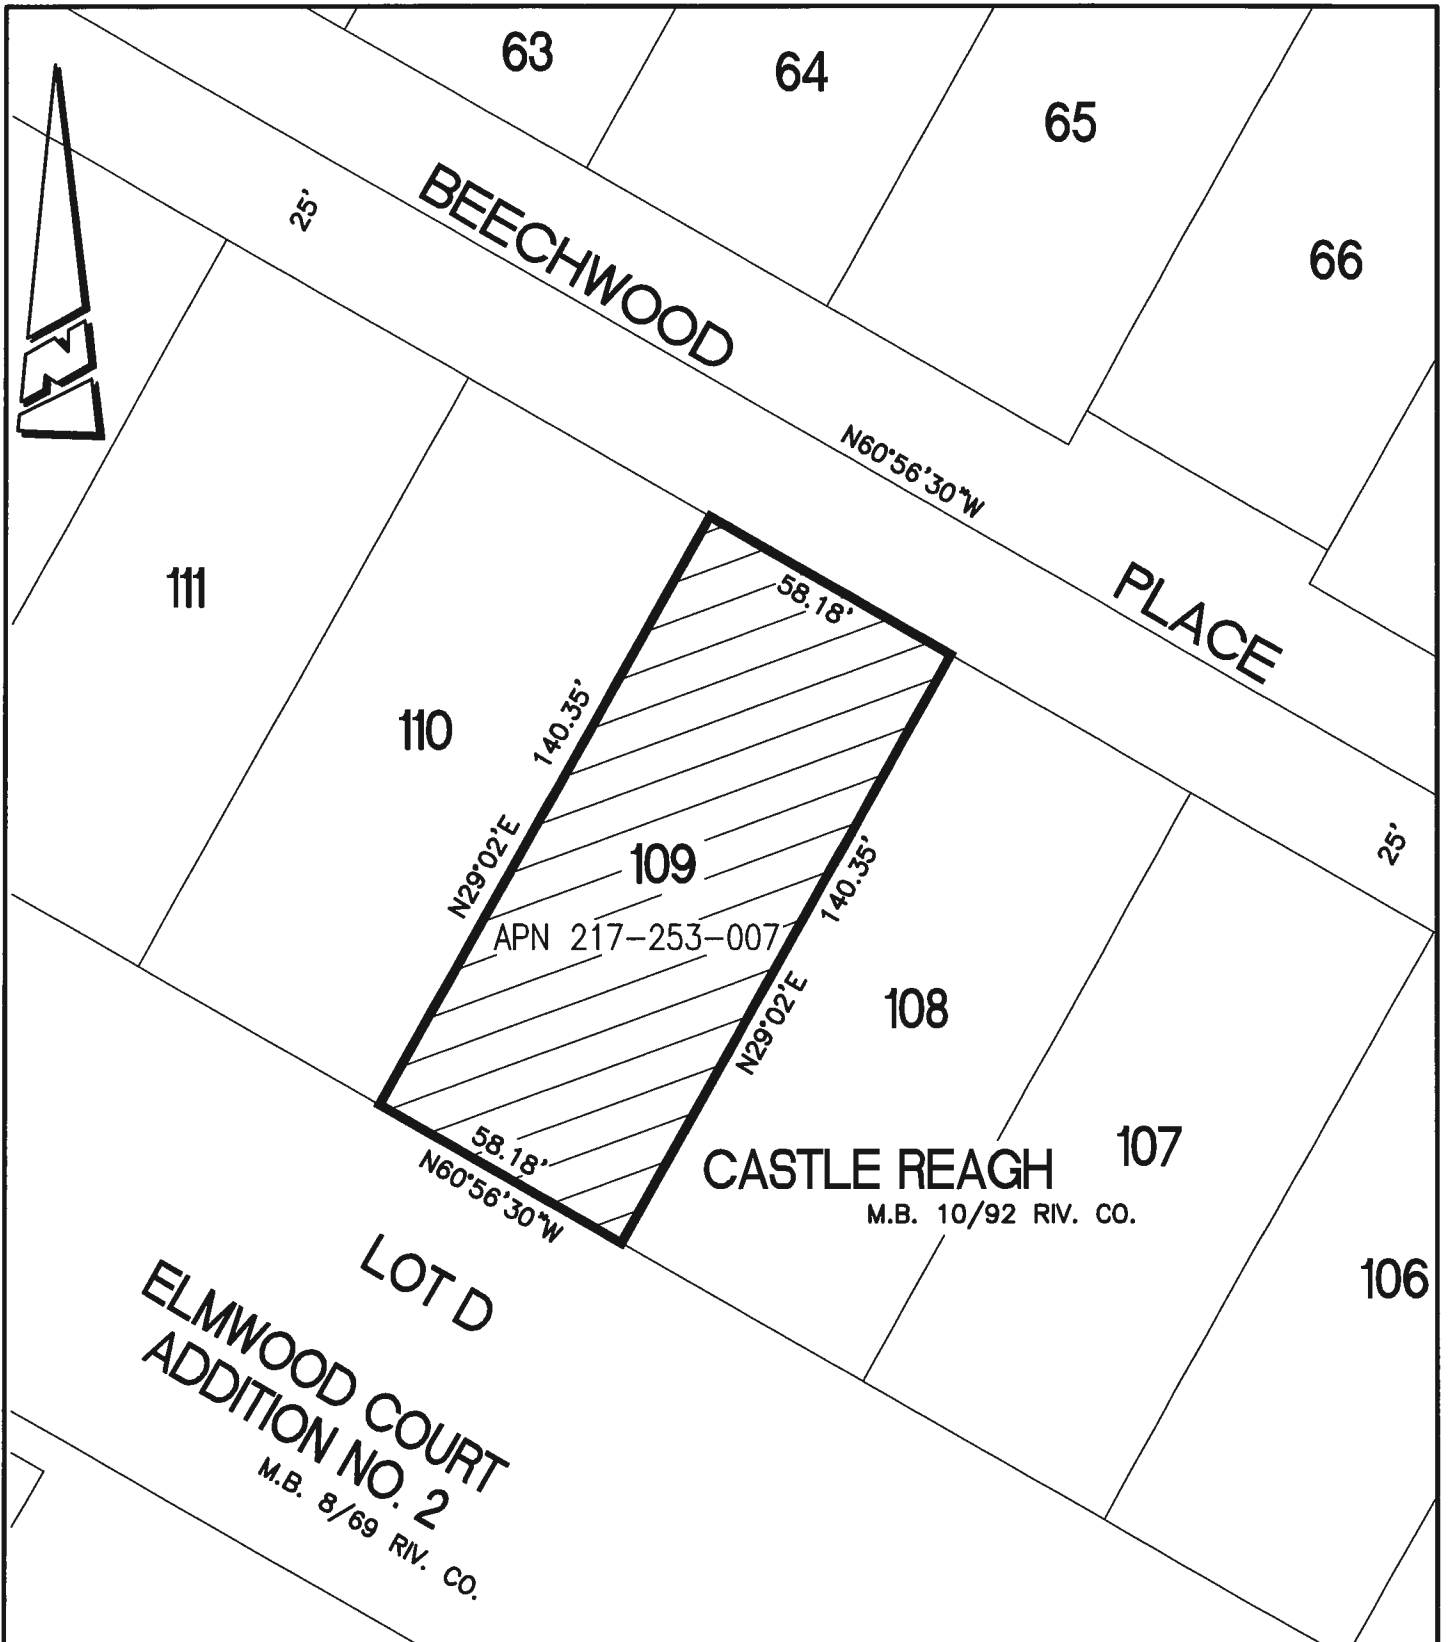 63
64
65
66
25'
BEECHWOOD
N60°56'30"W
PLACE
111
110
58.18'
140.35'
N29°02'E
109
APN 217-253-007
140.35'
N29°02'E
25'
108
107
106
58.18'
N60°56'30"W
CASTLE REAGH
M.B. 10/92 RIV. CO.
LOT D
ELMWOOD COURT
ADDITION NO. 2
M.B. 8/69 RIV. CO.
N